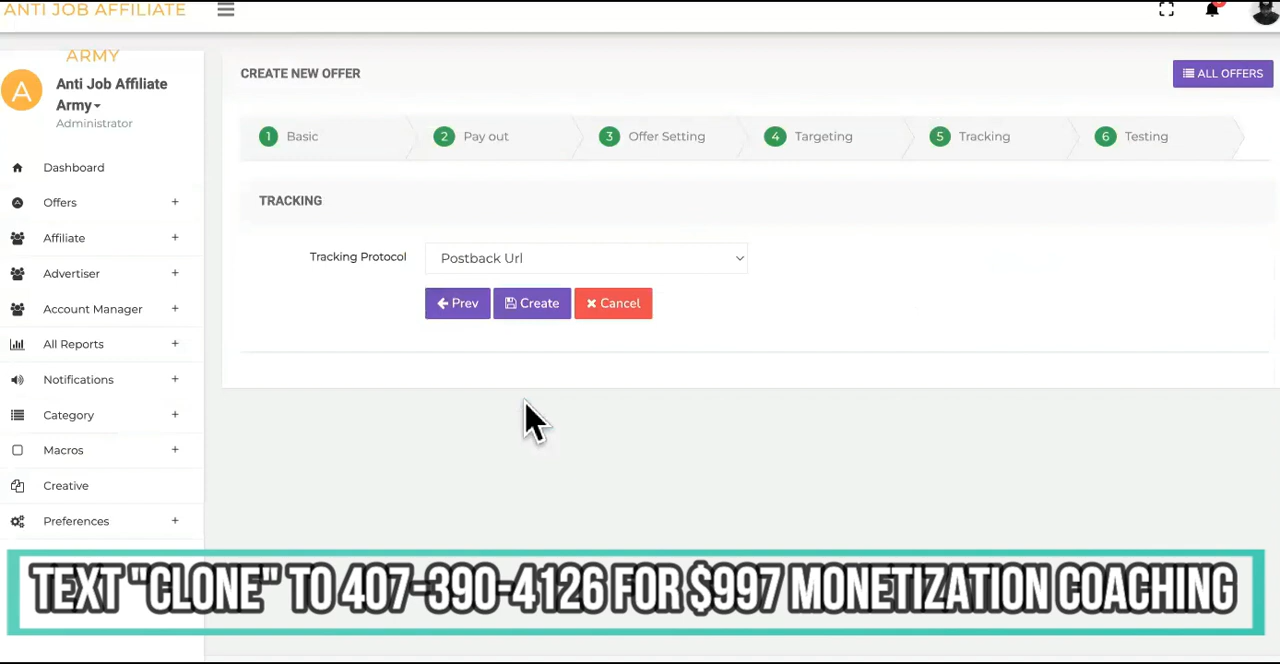 ANTI JOB AFFILIATE
ARMY
A
Anti Job Affiliate
Army
Administrator
Dashboard
Offers +
Affiliate +
Advertiser +
Account Manager +
All Reports +
Notifications +
Category +
Macros +
Creative
Preferences +
CREATE NEW OFFER
ALL OFFERS
1 Basic
2 Pay out
3 Offer Setting
4 Targeting
5 Tracking
6 Testing
TRACKING
Tracking Protocol
Postback Url
Prev
Create
Cancel
TEXT "CLONE" TO 407-390-4126 FOR $997 MONETIZATION COACHING